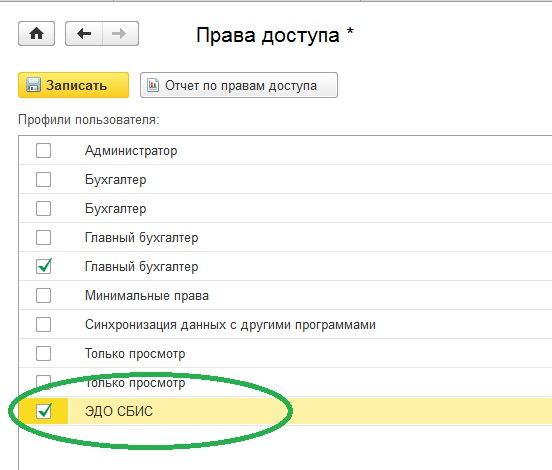 Права доступа *
Записать
Отчет по правам доступа
Профили пользователя:
Администратор
Бухгалтер
Бухгалтер
Главный бухгалтер
Главный бухгалтер
Минимальные права
Синхронизация данных с другими программами
Только просмотр
Только просмотр
ЭДО СБИС